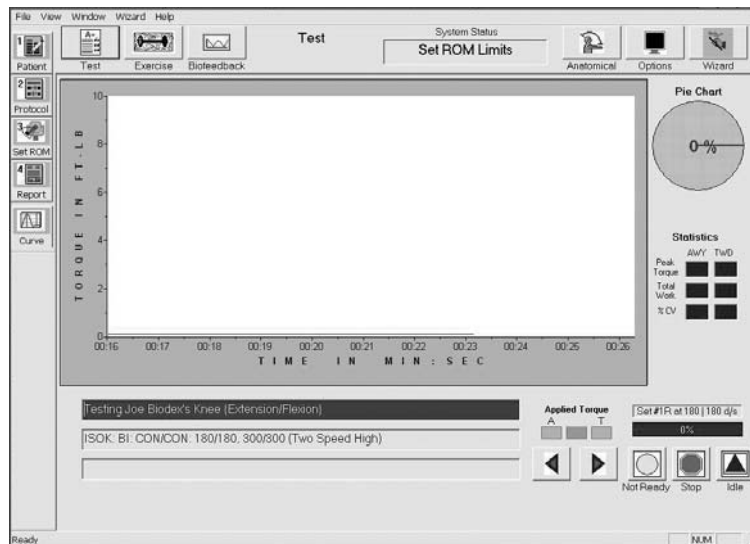 File View Window Wizard Help
Test Exercise Biofeedback
Test
System Status
Set ROM Limits
Anatomical Options Wizard
1
Patient
2
Protocol
3
Set ROM
4
Report
Curve
TORQUE IN FT-LB
10
8
6
4
2
0
00:16 00:17 00:18 00:19 00:20 00:21 00:22 00:23 00:24 00:25 00:26
TIME IN MIN:SEC
Pie Chart
0 %
Statistics
AWY TWD
Peak
Torque
Total
Work
% CV
Testing Joe Biodex's Knee (Extension/Flexion)
ISOK: BI: CON/CON: 180/180, 300/300 (Two Speed High)
Applied Torque
A T
Set #1R at 180 | 180 d/s
0%
Not Ready Stop Idle
Ready NUM